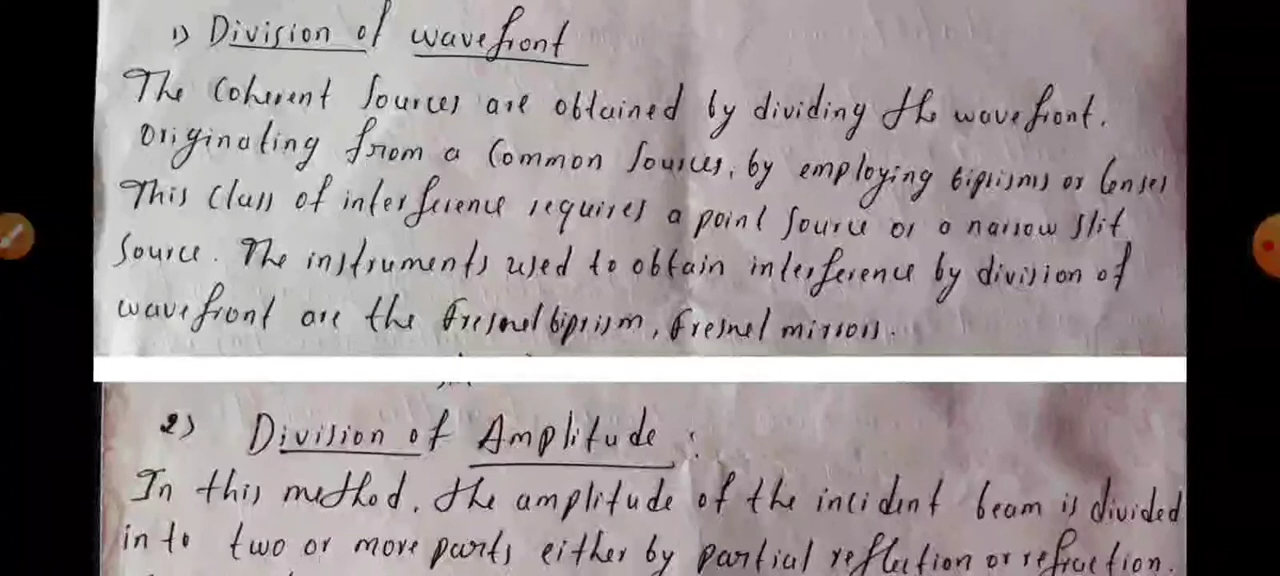 1) Division of wavefront
The Coherent Sources are obtained by dividing the wavefront.
originating from a Common Sources, by employing biprisms or lenses
This Class of interference requires a point Source or a narrow slit
Source. The instruments used to obtain interference by division of
wavefront are the fresnel biprism, fresnel mirrors.
2) Division of Amplitude :
In this method, the amplitude of the incident beam is divided
in to two or more parts either by partial reflection or refraction.